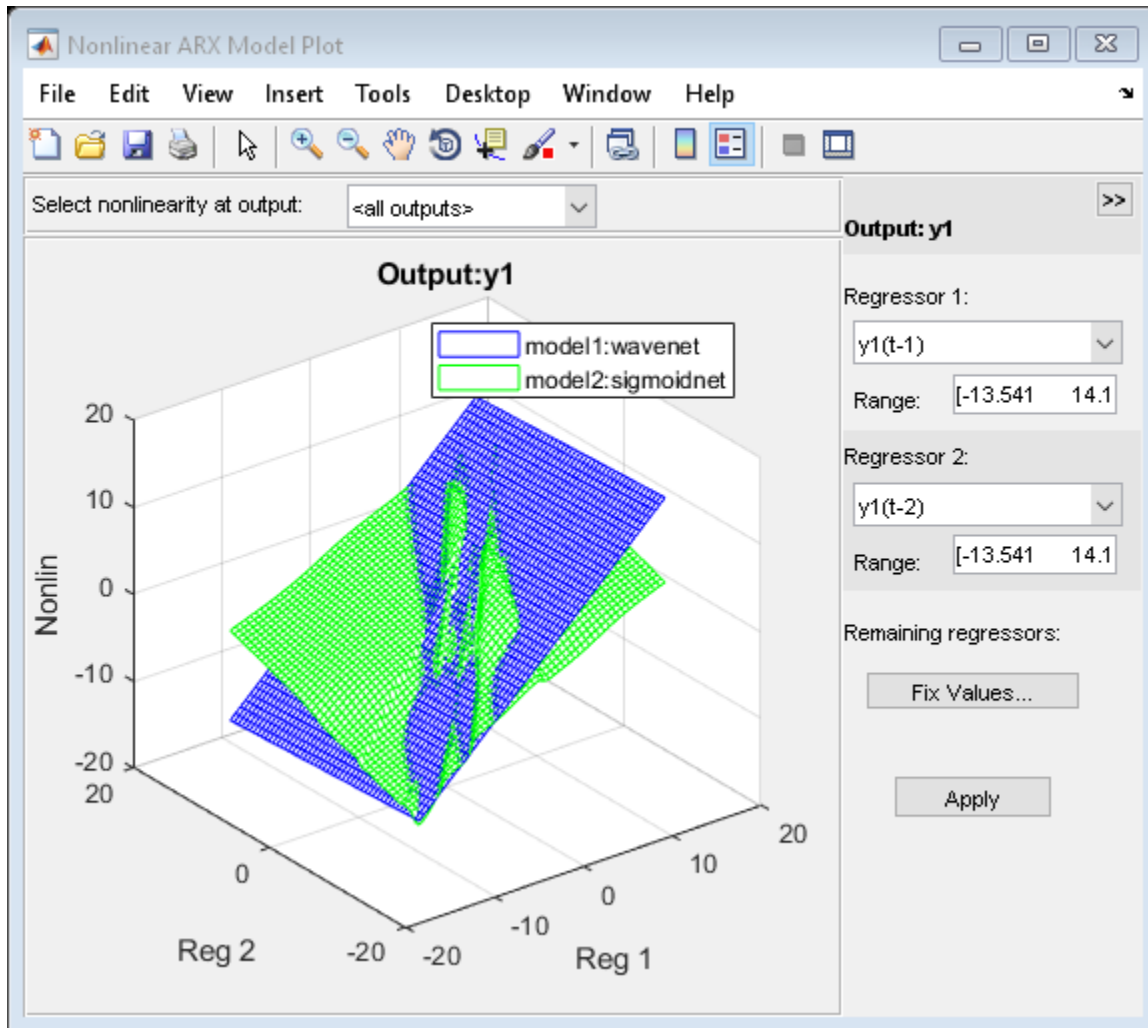 Nonlinear ARX Model Plot
File Edit View Insert Tools Desktop Window Help
Select nonlinearity at output: <all outputs>
>>
Output: y1
Output:y1
model1:wavenet
model2:sigmoidnet
Nonlin
20
10
0
-10
-20
20
0
-20
Reg 2
-20
-10
0
10
20
Reg 1
Regressor 1:
y1(t-1)
Range: [-13.541 14.1
Regressor 2:
y1(t-2)
Range: [-13.541 14.1
Remaining regressors:
Fix Values...
Apply